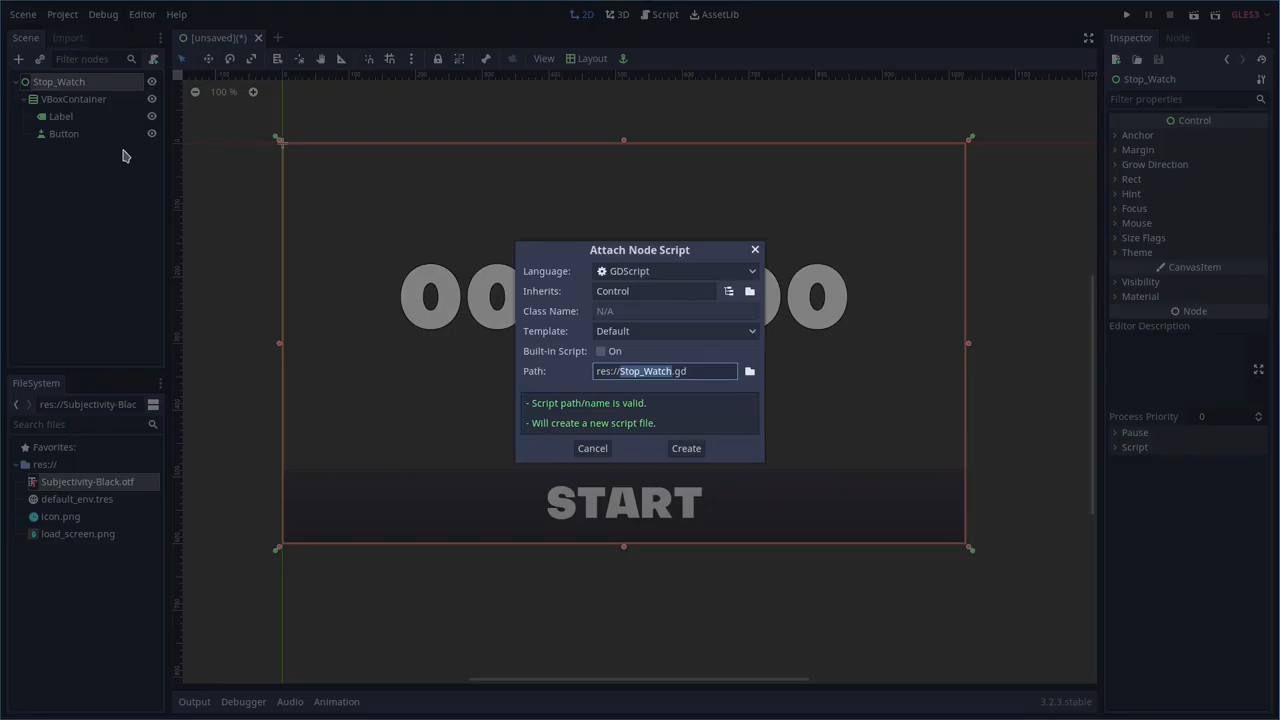 Scene Project Debug Editor Help
2D 3D Script AssetLib
GLES3
Scene Import
[unsaved](*)
Inspector Node
Filter nodes
View Layout
Stop_Watch
VBoxContainer
Label
Button
100 %
Stop_Watch
Filter properties
Control
Anchor
Margin
Grow Direction
Rect
Hint
Focus
Mouse
Size Flags
Theme
CanvasItem
Visibility
Material
Node
Editor Description
Process Priority 0
Pause
Script
Attach Node Script
Language: GDScript
Inherits: Control
Class Name: N/A
Template: Default
Built-in Script: On
Path: res://Stop_Watch.gd
- Script path/name is valid.
- Will create a new script file.
Cancel Create
START
FileSystem
res://Subjectivity-Blac
Search files
Favorites:
res://
Subjectivity-Black.otf
default_env.tres
icon.png
load_screen.png
Output Debugger Audio Animation
3.2.3.stable